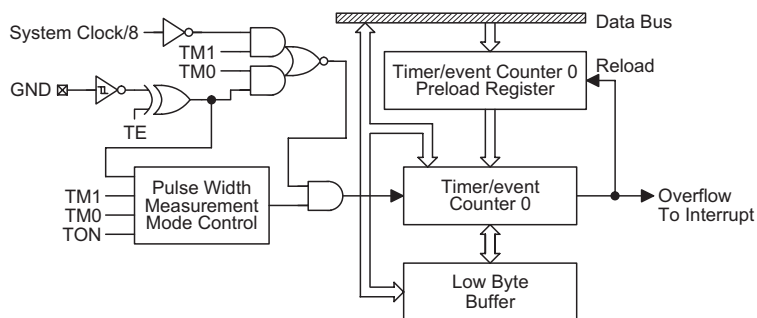 System Clock/8
TM1
TM0
GND
TE
Data Bus
Timer/event Counter 0
Preload Register
Reload
TM1
TM0
TON
Pulse Width
Measurement
Mode Control
Timer/event
Counter 0
Overflow
To Interrupt
Low Byte
Buffer